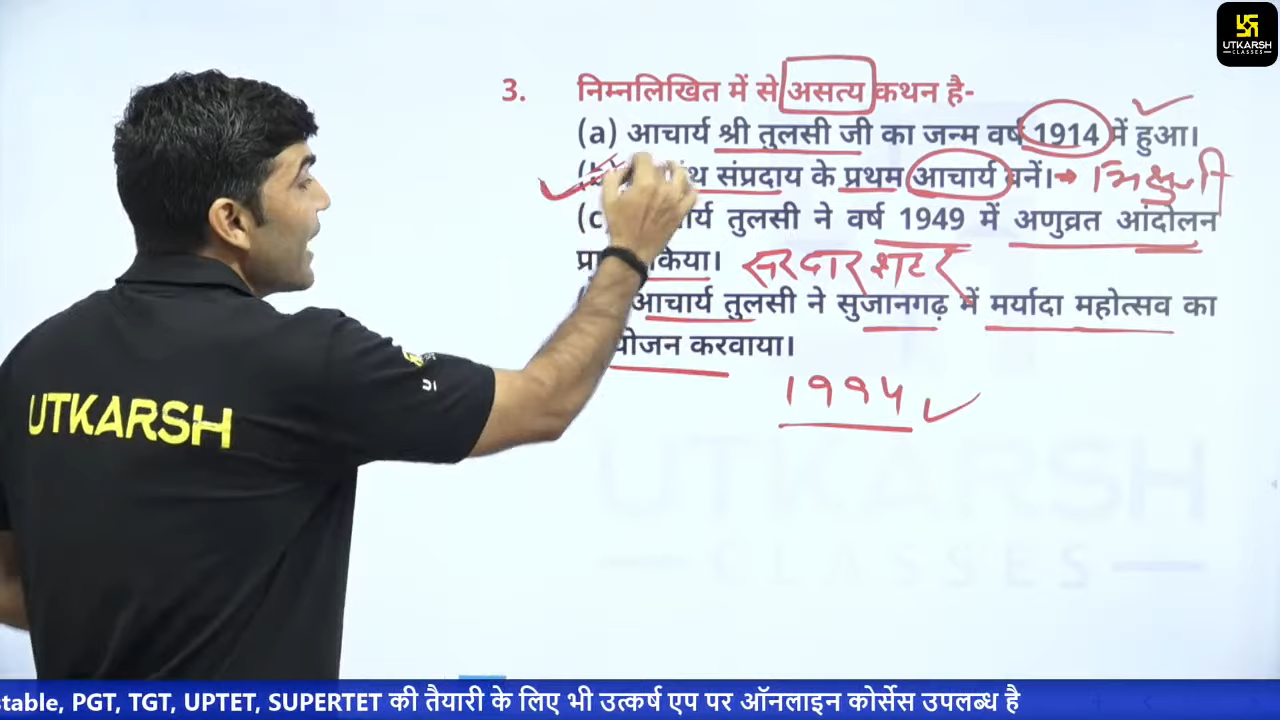 UTKARSH
CLASSES
3. निम्नलिखित में से असत्य कथन है-
(a) आचार्य श्री तुलसी जी का जन्म वर्ष 1914 में हुआ।
संप्रदाय के प्रथम आचार्य बनें। → भिक्षु जी
(c) तुलसी ने वर्ष 1949 में अणुव्रत आंदोलन
किया। सरदारशहर
आचार्य तुलसी ने सुजानगढ़ में मर्यादा महोत्सव का
करवाया।
1994
UTKARSH
UTKARSH
CLASSES
PGT, TGT, UPTET, SUPERTET की तैयारी के लिए भी उत्कर्ष एप पर ऑनलाइन कोर्सेस उपलब्ध है